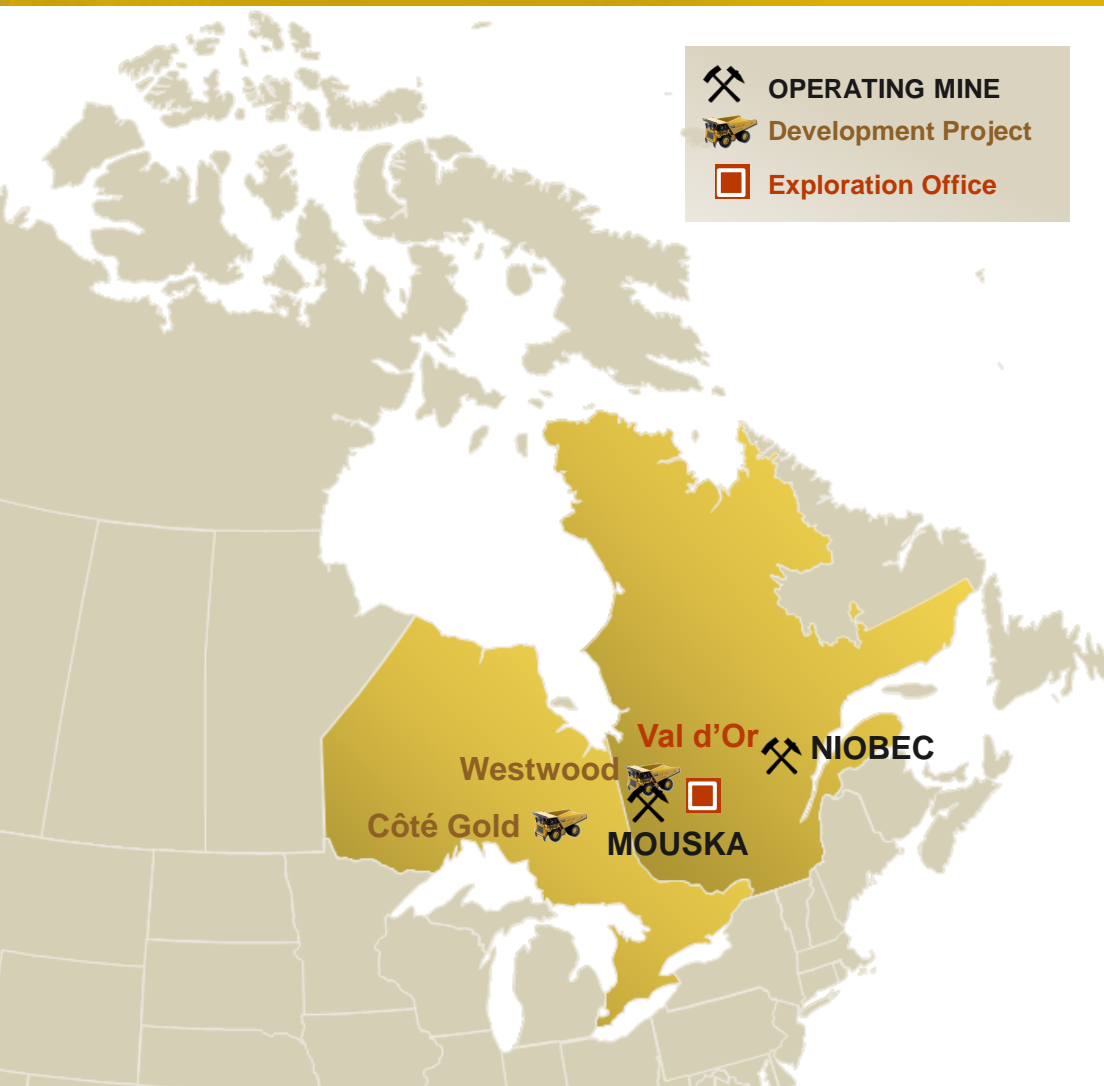 OPERATING MINE
Development Project
Exploration Office
Val d’Or
NIOBEC
Westwood
Côté Gold
MOUSKA